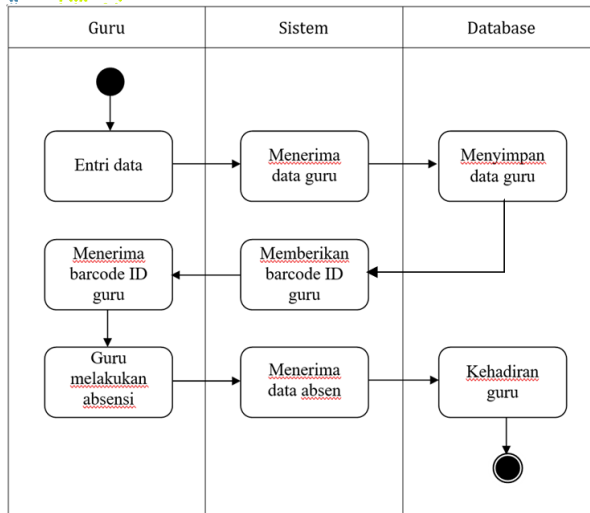 Guru
Sistem
Database
Entri data
Menerima
data guru
Menyimpan
data guru
Menerima
barcode ID
guru
Memberikan
barcode ID
guru
Guru
melakukan
absensi
Menerima
data absen
Kehadiran
guru